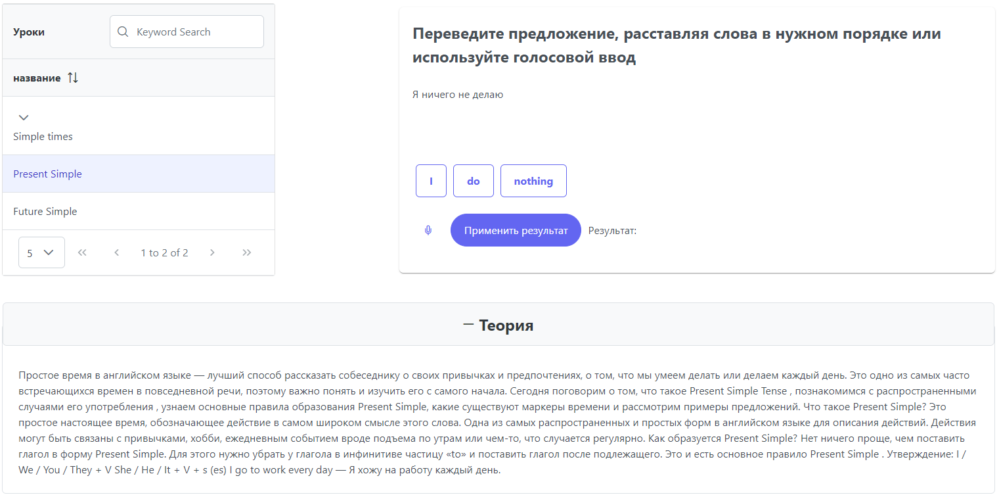 Уроки
Keyword Search
название
Simple times
Present Simple
Future Simple
5
1 to 2 of 2
Переведите предложение, расставляя слова в нужном порядке или
используйте голосовой ввод
Я ничего не делаю
I do nothing
Применить результат Результат:
— Теория
Простое время в английском языке — лучший способ рассказать собеседнику о своих привычках и предпочтениях, о том, что мы умеем делать или делаем каждый день. Это одно из самых часто
встречающихся времен в повседневной речи, поэтому важно понять и изучить его с самого начала. Сегодня поговорим о том, что такое Present Simple Tense , познакомимся с распространенными
случаями его употребления , узнаем основные правила образования Present Simple, какие существуют маркеры времени и рассмотрим примеры предложений. Что такое Present Simple? Это
простое настоящее время, обозначающее действие в самом широком смысле этого слова. Одна из самых распространенных и простых форм в английском языке для описания действий. Действия
могут быть связаны с привычками, хобби, ежедневным событием вроде подъема по утрам или чем-то, что случается регулярно. Как образуется Present Simple? Нет ничего проще, чем поставить
глагол в форму Present Simple. Для этого нужно убрать у глагола в инфинитиве частицу «to» и поставить глагол после подлежащего. Это и есть основное правило Present Simple . Утверждение: I /
We / You / They + V She / He / It + V + s (es) I go to work every day — Я хожу на работу каждый день.